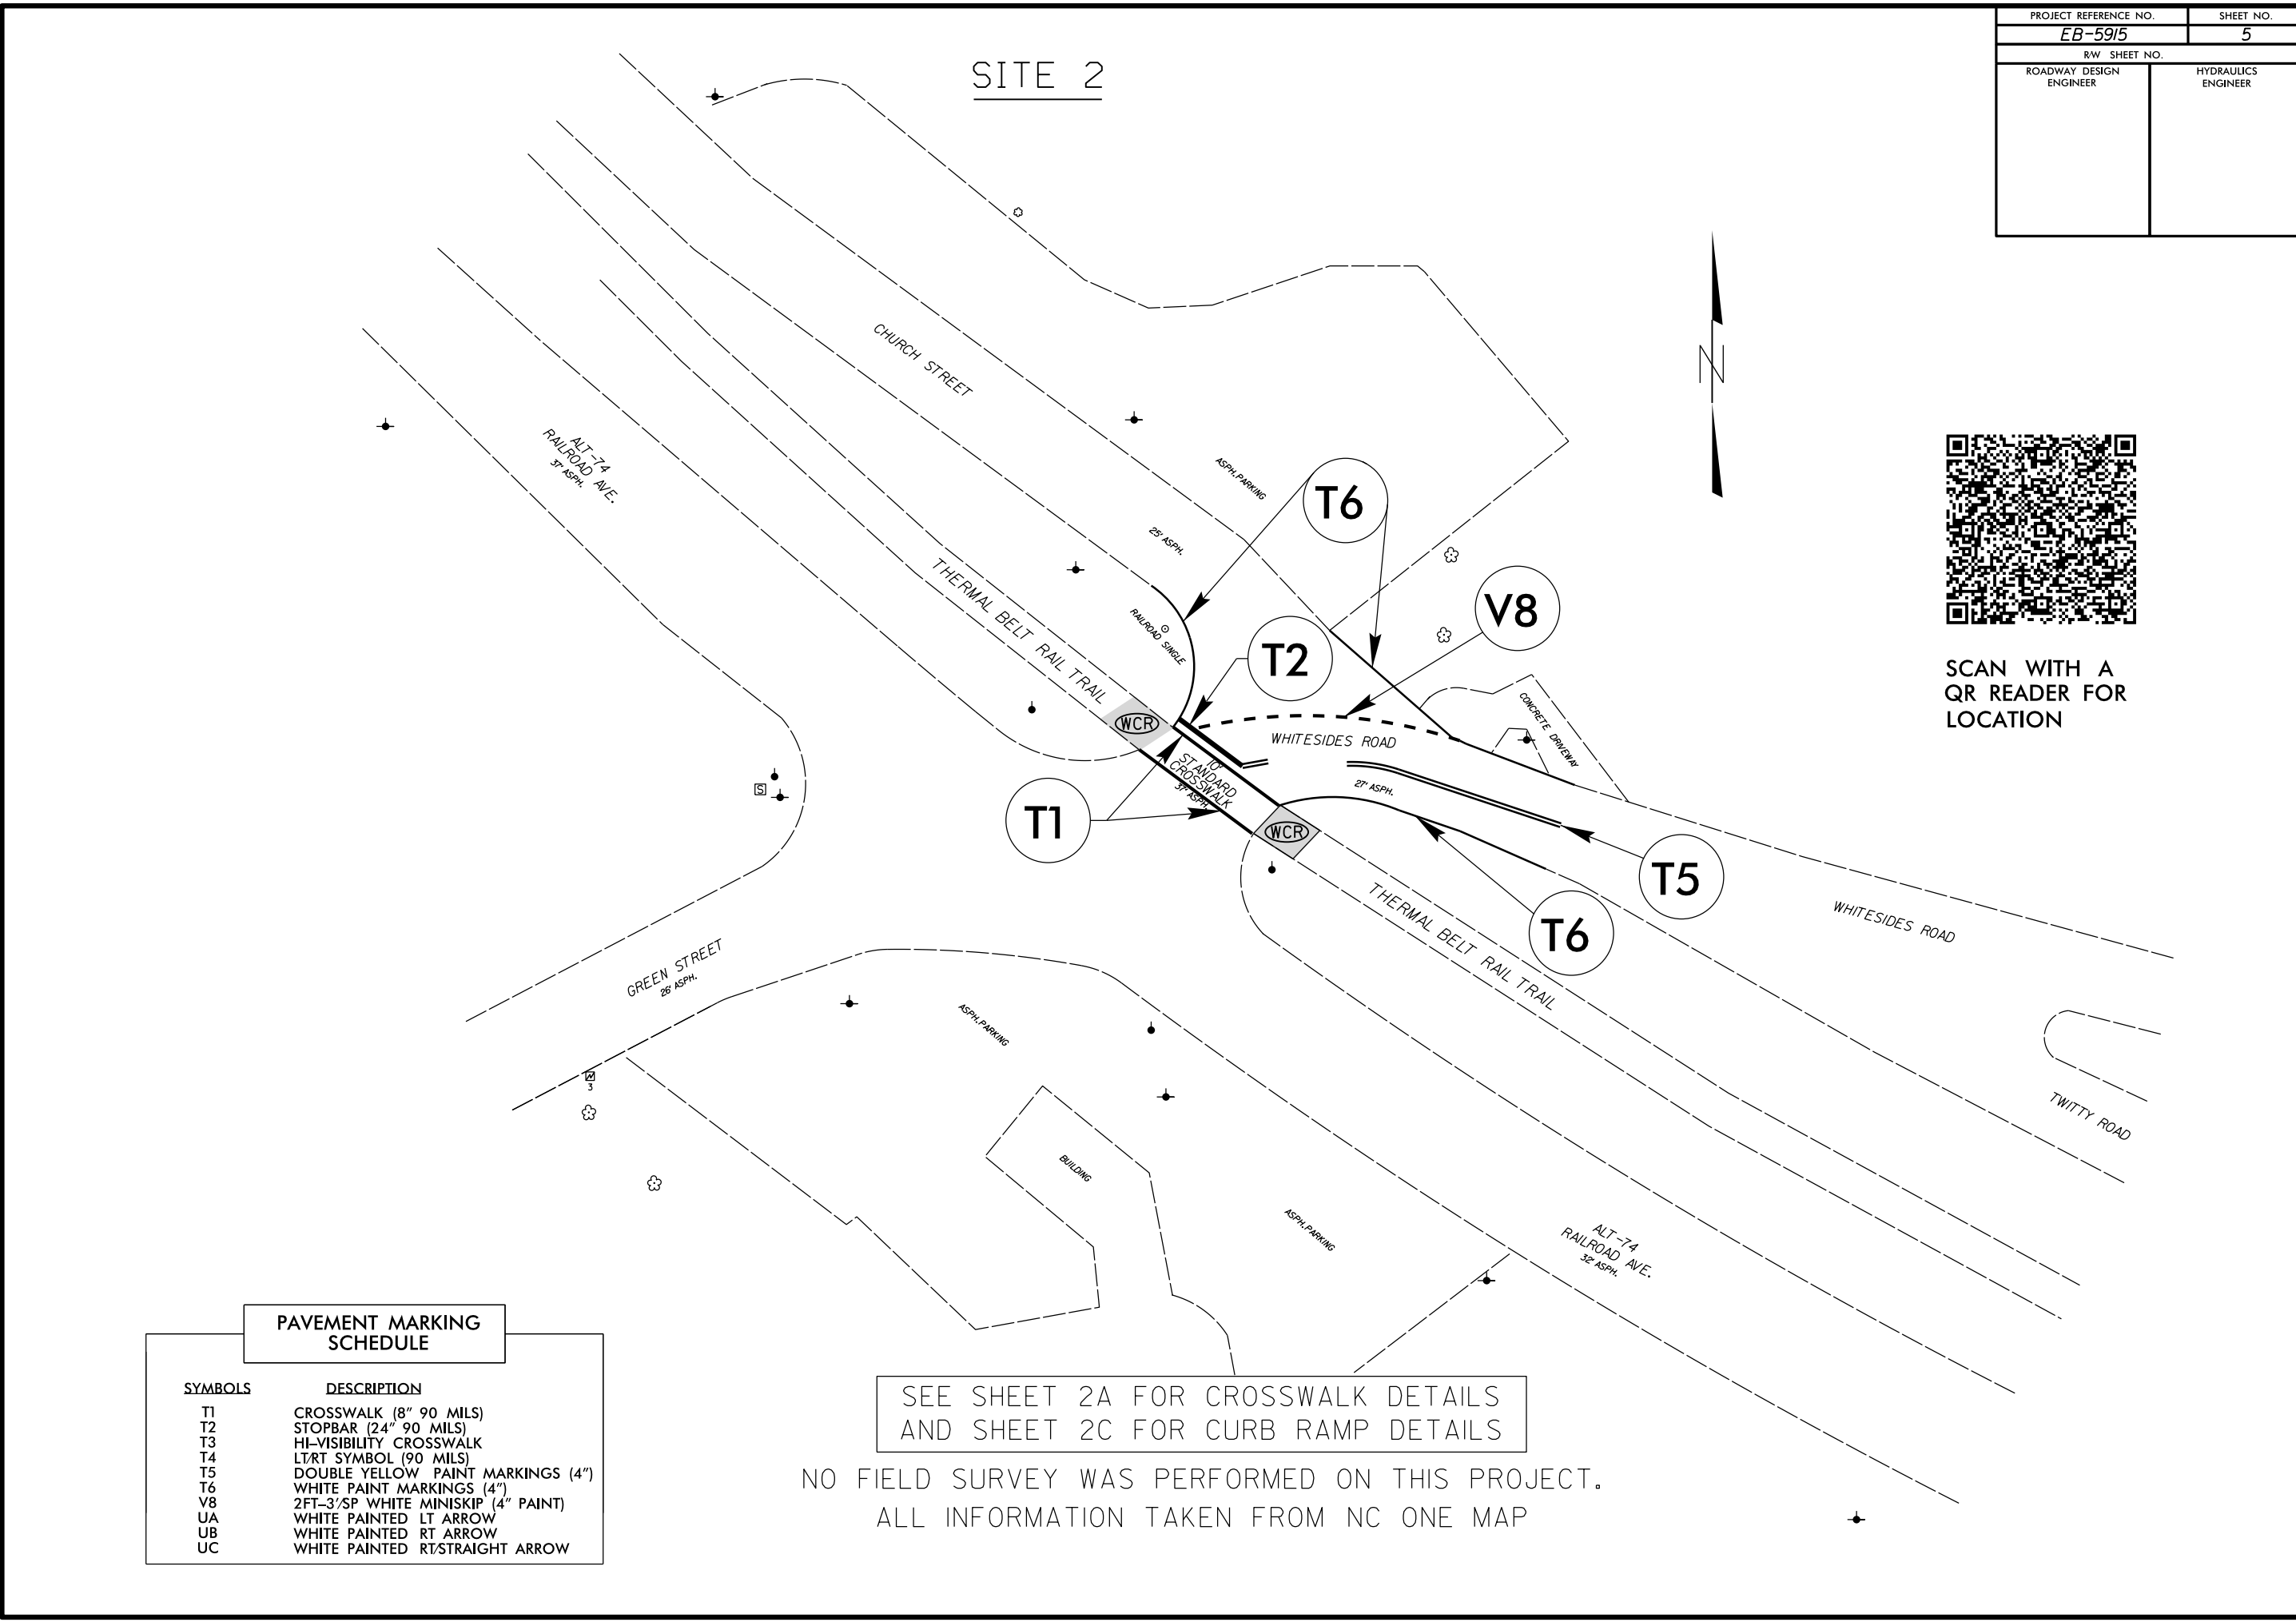 PROJECT REFERENCE NO.
SHEET NO.
EB-5915
5
RW SHEET NO.
ROADWAY DESIGN
ENGINEER
HYDRAULICS
ENGINEER
SITE 2
N
CHURCH STREET
ALT-74
RAILROAD AVE.
37' ASPH.
ASPH.PARKING
25' ASPH.
T6
V8
THERMAL BELT RAIL TRAIL
RAILROAD SINGLE
T2
SCAN WITH A
QR READER FOR
LOCATION
CONCRETE DRIVEWAY
WCR
WHITESIDES ROAD
10'
STANDARD
CROSSWALK
37' ASPH.
27' ASPH.
T1
WCR
T5
T6
S
THERMAL BELT RAIL TRAIL
WHITESIDES ROAD
GREEN STREET
26' ASPH.
ASPH.PARKING
3
TWITTY ROAD
BUILDING
ASPH.PARKING
ALT-74
RAILROAD AVE.
32' ASPH.
PAVEMENT MARKING
SCHEDULE
SYMBOLS DESCRIPTION
T1 CROSSWALK (8" 90 MILS)
T2 STOPBAR (24" 90 MILS)
T3 HI-VISIBILITY CROSSWALK
T4 LT/RT SYMBOL (90 MILS)
T5 DOUBLE YELLOW PAINT MARKINGS (4")
T6 WHITE PAINT MARKINGS (4")
V8 2FT-3'/SP WHITE MINISKIP (4" PAINT)
UA WHITE PAINTED LT ARROW
UB WHITE PAINTED RT ARROW
UC WHITE PAINTED RT/STRAIGHT ARROW
SEE SHEET 2A FOR CROSSWALK DETAILS
AND SHEET 2C FOR CURB RAMP DETAILS
NO FIELD SURVEY WAS PERFORMED ON THIS PROJECT.
ALL INFORMATION TAKEN FROM NC ONE MAP